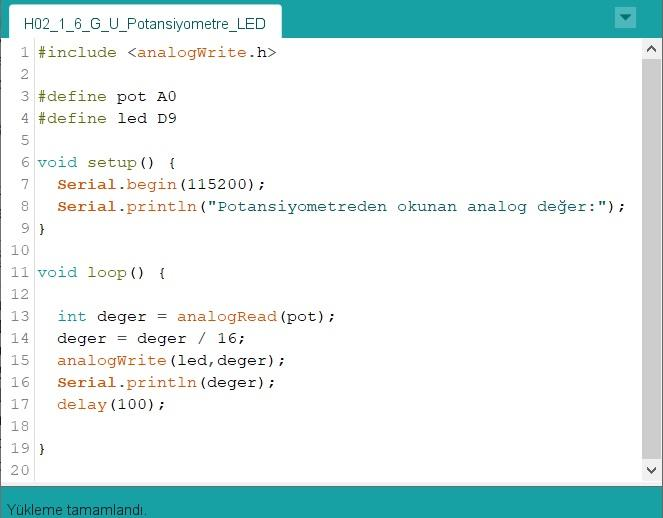 H02_1_6_G_U_Potansiyometre_LED
1 #include <analogWrite.h>
2
3 #define pot A0
4 #define led D9
5
6 void setup() {
7   Serial.begin(115200);
8   Serial.println("Potansiyometreden okunan analog değer:");
9 }
10
11 void loop() {
12
13   int deger = analogRead(pot);
14   deger = deger / 16;
15   analogWrite(led,deger);
16   Serial.println(deger);
17   delay(100);
18
19 }
20
Yükleme tamamlandı.